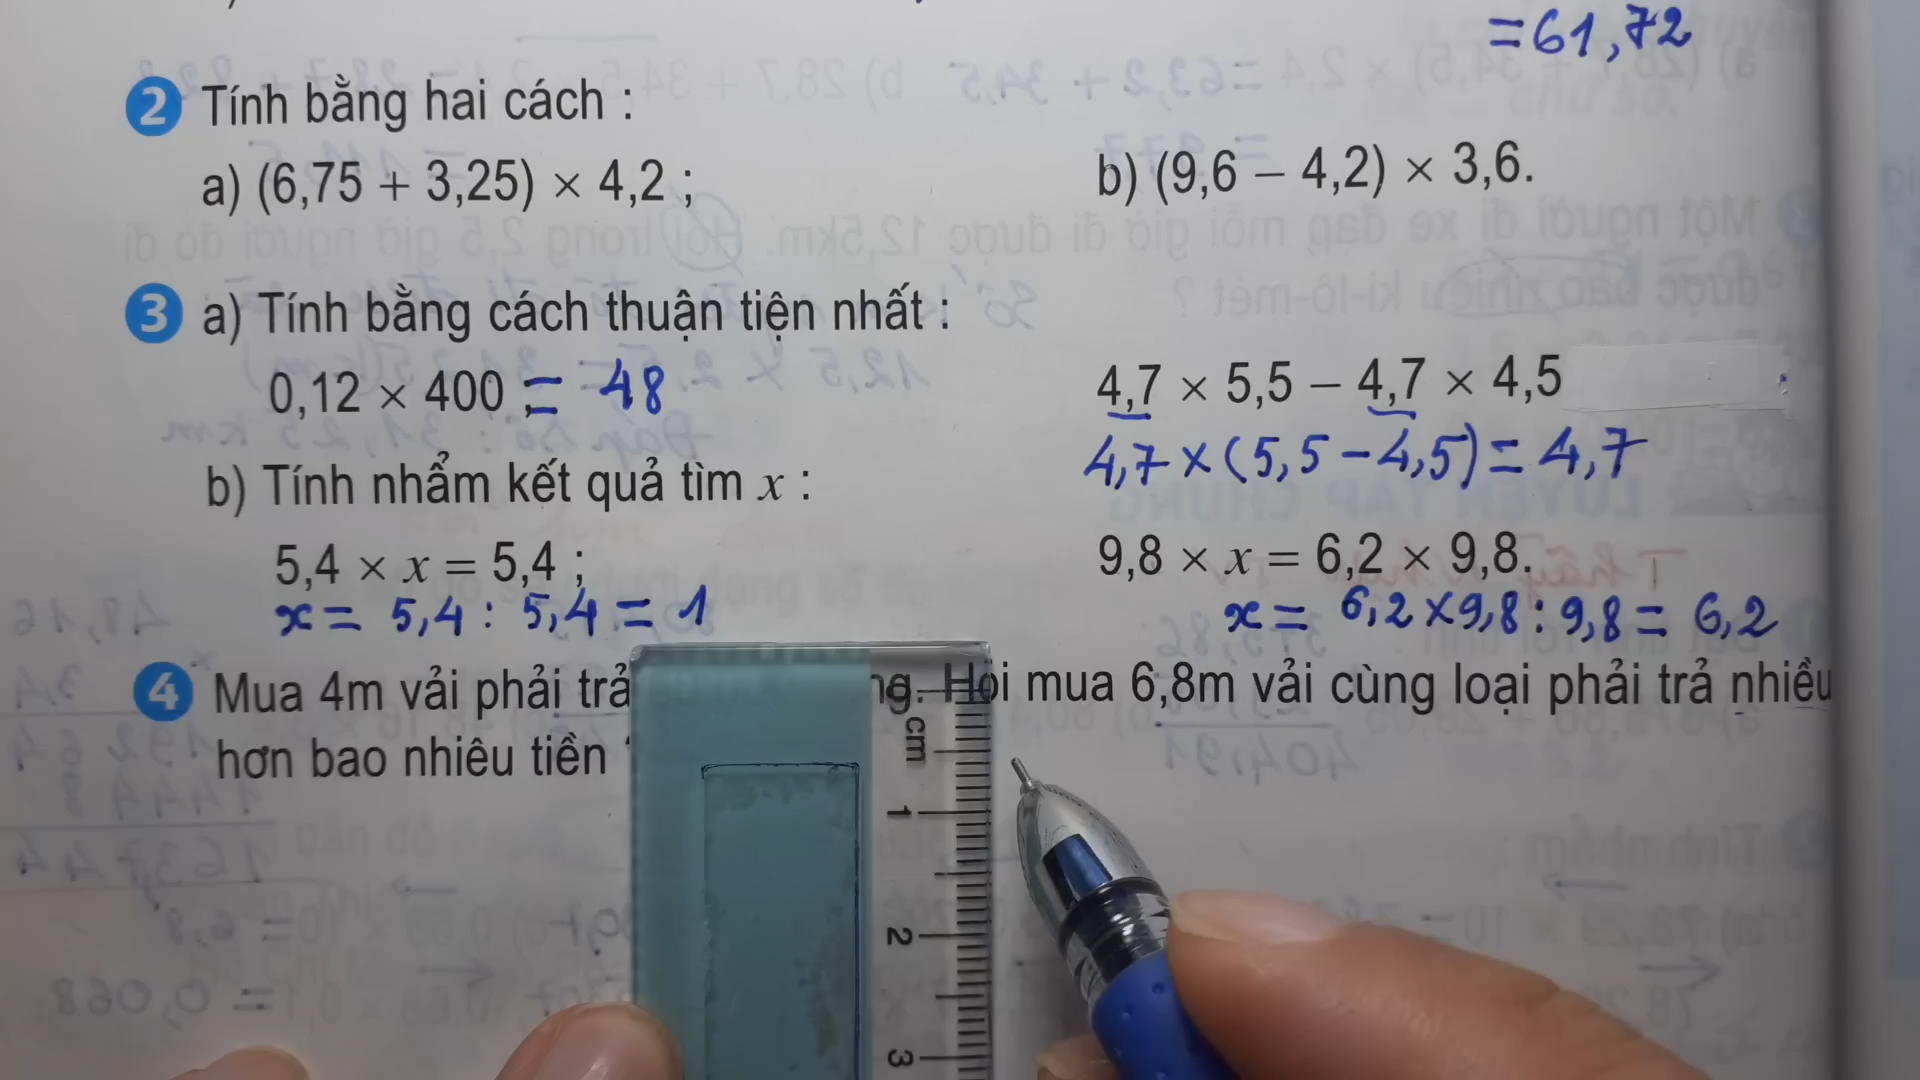 = 61,72
2 Tính bằng hai cách :
a) (6,75 + 3,25) × 4,2 ; b) (9,6 – 4,2) × 3,6.
3 a) Tính bằng cách thuận tiện nhất :
0,12 × 400 ; = 48 4,7 × 5,5 – 4,7 × 4,5
4,7 × (5,5 – 4,5) = 4,7
b) Tính nhẩm kết quả tìm x :
5,4 × x = 5,4 ; 9,8 × x = 6,2 × 9,8.
x = 5,4 : 5,4 = 1 x = 6,2 × 9,8 : 9,8 = 6,2
4 Mua 4m vải phải trả Hỏi mua 6,8m vải cùng loại phải trả nhiều
hơn bao nhiêu tiền
0 cm
1
2
3